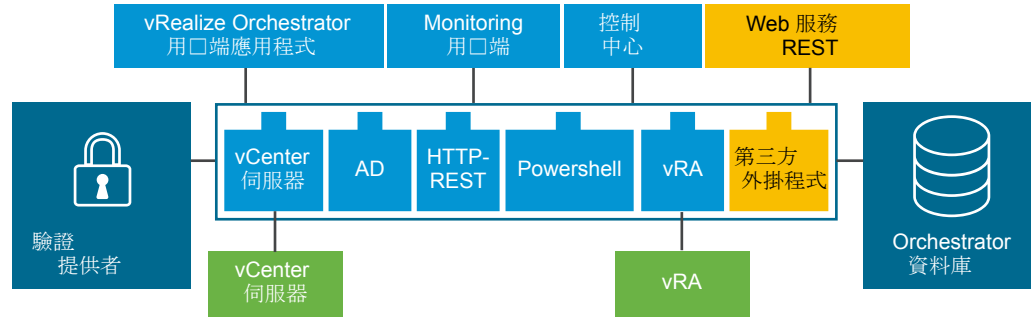 vRealize Orchestrator
用□端應用程式
Monitoring
用□端
控制
中心
Web 服務
REST
驗證
提供者
vCenter
伺服器
AD
HTTP-
REST
Powershell
vRA
第三方
外掛程式
Orchestrator
資料庫
vCenter
伺服器
vRA